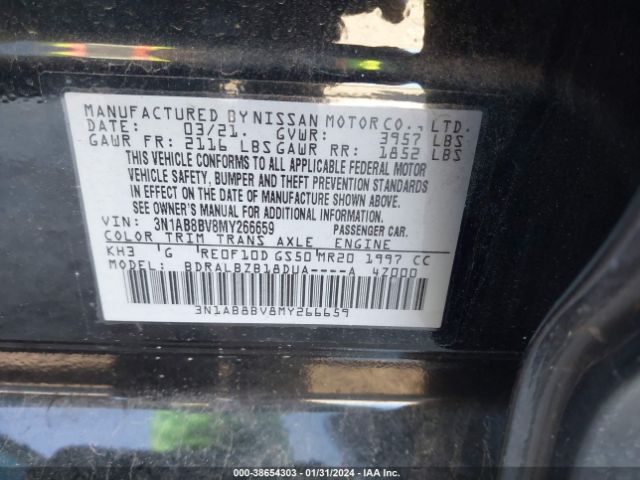 MANUFACTURED BY NISSAN MOTOR CO., LTD.
DATE: 03/21. GVWR: 3957 LBS
GAWR FR: 2116 LBS GAWR RR: 1852 LBS
THIS VEHICLE CONFORMS TO ALL APPLICABLE FEDERAL MOTOR
VEHICLE SAFETY, BUMPER AND THEFT PREVENTION STANDARDS
IN EFFECT ON THE DATE OF MANUFACTURE SHOWN ABOVE.
SEE OWNER'S MANUAL FOR ADDITIONAL INFORMATION.
VIN: 3N1AB8BV8MY266659 PASSENGER CAR.
COLOR TRIM TRANS AXLE ENGINE
KH3 G RE0F10D GS50 MR20 1997 CC
MODEL: BDRALBZB18DUA----A 4Z000
3N1AB8BV8MY266659
000-38654303 - 01/31/2024 - IAA Inc.